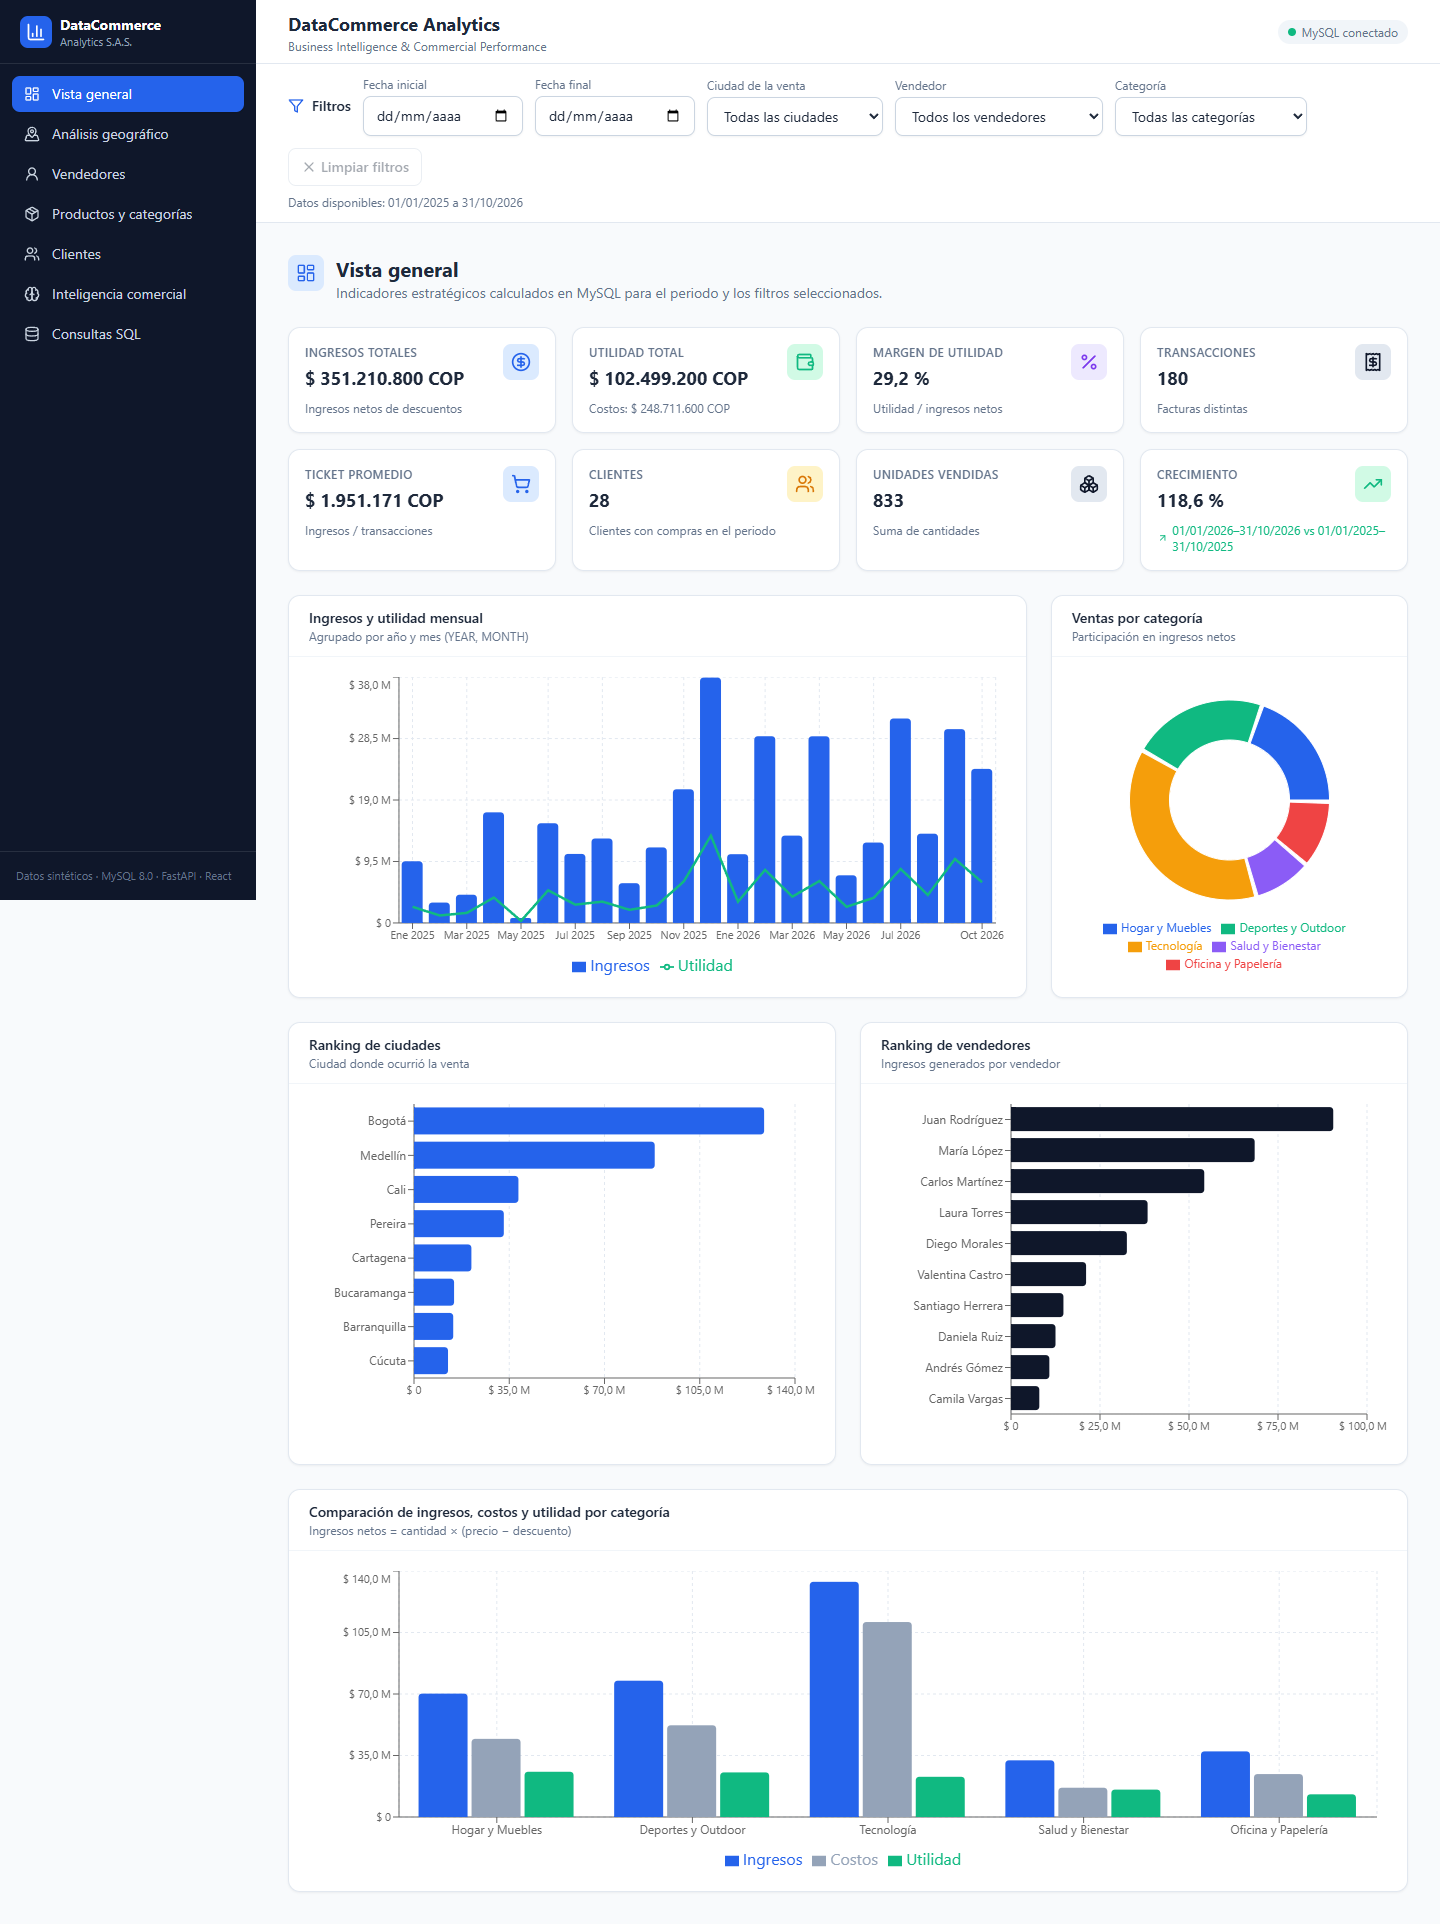 DataCommerce
Analytics S.A.S.
Vista general
Análisis geográfico
Vendedores
Productos y categorías
Clientes
Inteligencia comercial
Consultas SQL
Datos sintéticos · MySQL 8.0 · FastAPI · React
DataCommerce Analytics
Business Intelligence & Commercial Performance
MySQL conectado
Filtros
Fecha inicial
dd/mm/aaaa
Fecha final
dd/mm/aaaa
Ciudad de la venta
Todas las ciudades
Vendedor
Todos los vendedores
Categoría
Todas las categorías
Limpiar filtros
Datos disponibles: 01/01/2025 a 31/10/2026
Vista general
Indicadores estratégicos calculados en MySQL para el periodo y los filtros seleccionados.
INGRESOS TOTALES
$ 351.210.800 COP
Ingresos netos de descuentos
UTILIDAD TOTAL
$ 102.499.200 COP
Costos: $ 248.711.600 COP
MARGEN DE UTILIDAD
29,2 %
Utilidad / ingresos netos
TRANSACCIONES
180
Facturas distintas
TICKET PROMEDIO
$ 1.951.171 COP
Ingresos / transacciones
CLIENTES
28
Clientes con compras en el periodo
UNIDADES VENDIDAS
833
Suma de cantidades
CRECIMIENTO
118,6 %
01/01/2026–31/10/2026 vs 01/01/2025–
31/10/2025
Ingresos y utilidad mensual
Agrupado por año y mes (YEAR, MONTH)
$ 38,0 M
$ 28,5 M
$ 19,0 M
$ 9,5 M
$ 0
Ene 2025 Mar 2025 May 2025 Jul 2025 Sep 2025 Nov 2025 Ene 2026 Mar 2026 May 2026 Jul 2026 Oct 2026
Ingresos Utilidad
Ventas por categoría
Participación en ingresos netos
Hogar y Muebles Deportes y Outdoor
Tecnología Salud y Bienestar
Oficina y Papelería
Ranking de ciudades
Ciudad donde ocurrió la venta
Bogotá
Medellín
Cali
Pereira
Cartagena
Bucaramanga
Barranquilla
Cúcuta
$ 0 $ 35,0 M $ 70,0 M $ 105,0 M $ 140,0 M
Ranking de vendedores
Ingresos generados por vendedor
Juan Rodríguez
María López
Carlos Martínez
Laura Torres
Diego Morales
Valentina Castro
Santiago Herrera
Daniela Ruiz
Andrés Gómez
Camila Vargas
$ 0 $ 25,0 M $ 50,0 M $ 75,0 M $ 100,0 M
Comparación de ingresos, costos y utilidad por categoría
Ingresos netos = cantidad × (precio − descuento)
$ 140,0 M
$ 105,0 M
$ 70,0 M
$ 35,0 M
$ 0
Hogar y Muebles Deportes y Outdoor Tecnología Salud y Bienestar Oficina y Papelería
Ingresos Costos Utilidad